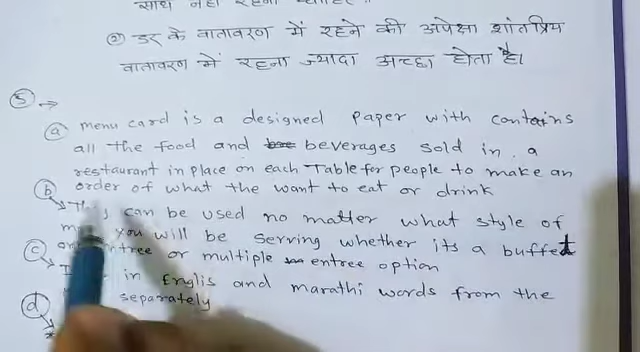 ② डर के वातावरण में रहने की अपेक्षा शांतप्रिय
वातावरण में रहना ज्यादा अच्छा होता है।
⑤ →
ⓐ menu card is a designed paper with contains
all the food and beverages sold in a
restaurant in place on each Table for people to make an
ⓑ order of what the want to eat or drink
can be used no matter what style of
you will be serving whether its a buffet
ⓒ entree or multiple entree option
in Englis and marathi words from the
ⓓ separately